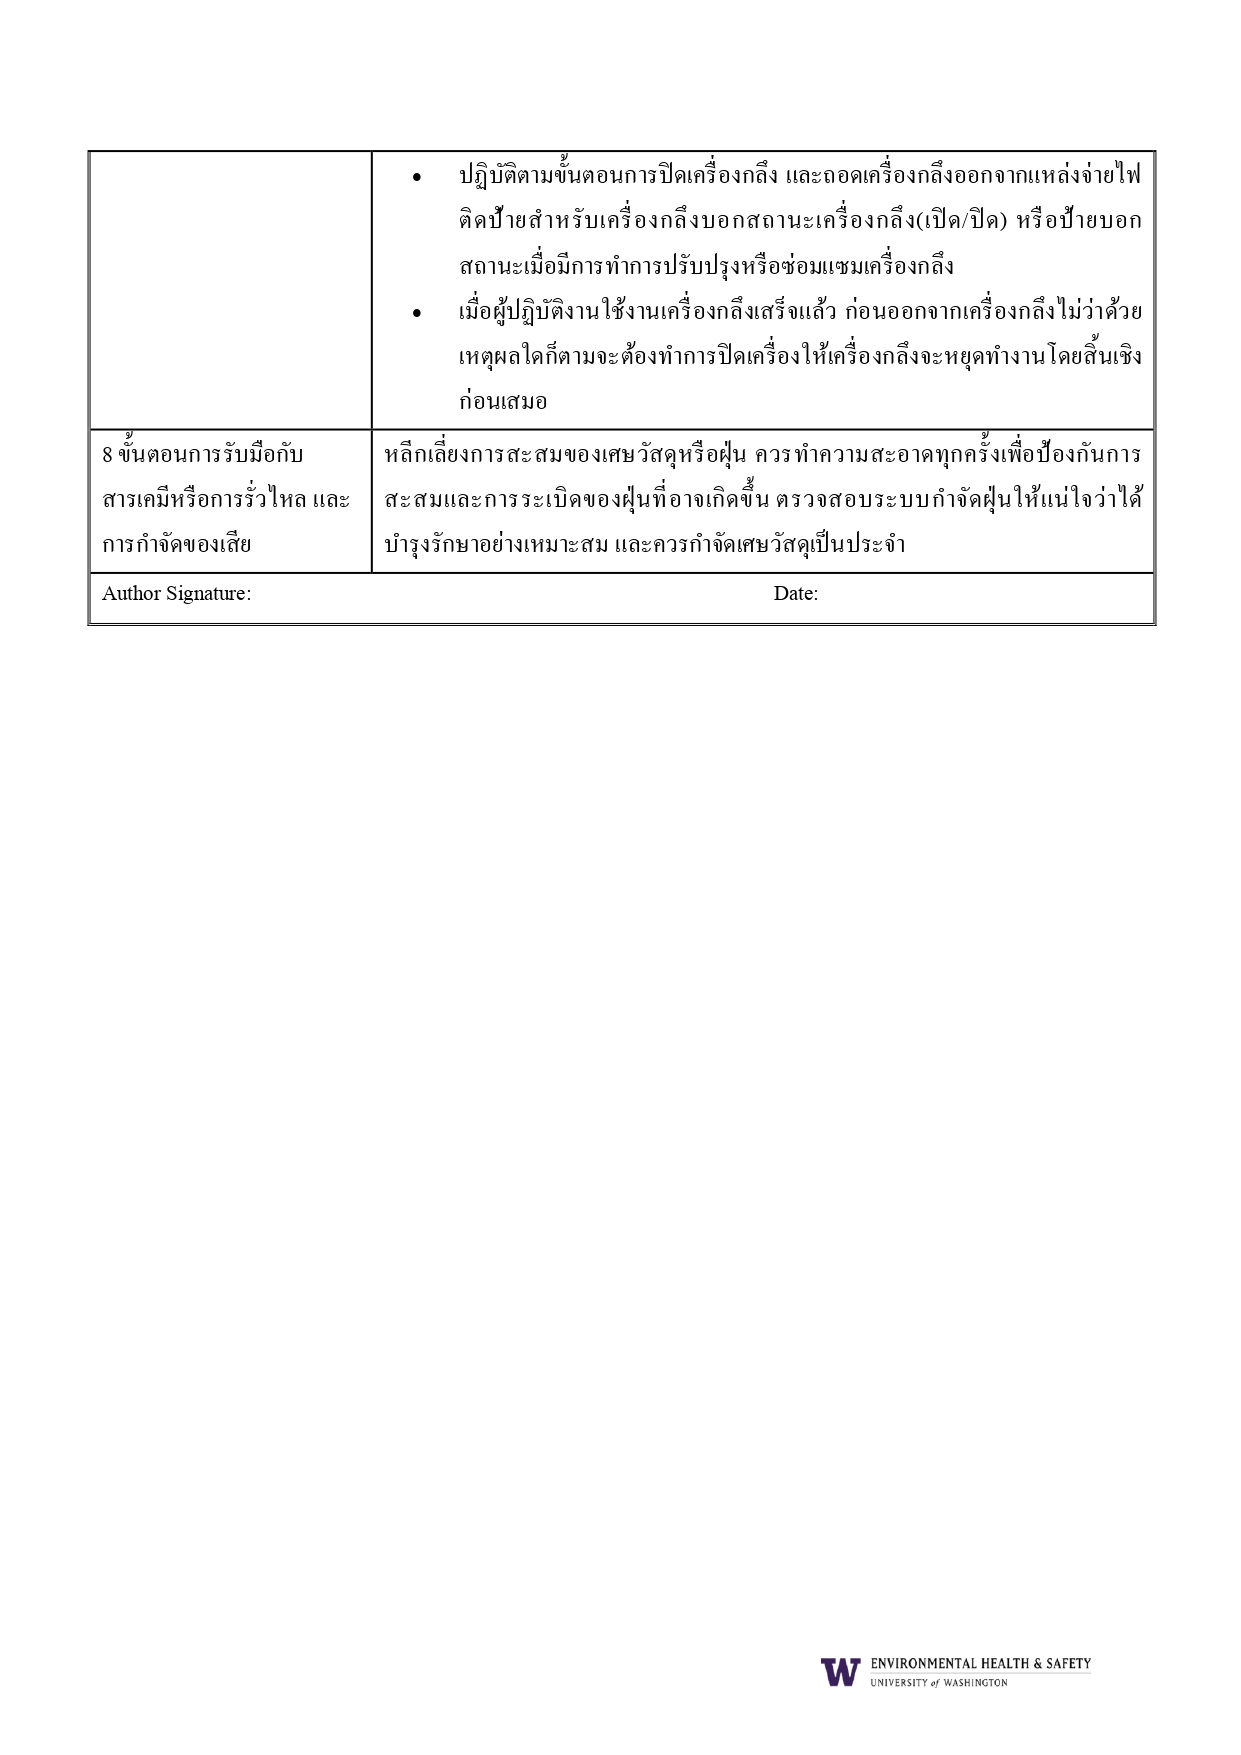 • ปฏิบัติตามขั้นตอนการปิดเครื่องกลึง และถอดเครื่องกลึงออกจากแหล่งจ่ายไฟ
ติดป้ายสำหรับเครื่องกลึงบอกสถานะเครื่องกลึง(เปิด/ปิด) หรือป้ายบอก
สถานะเมื่อมีการทำการปรับปรุงหรือซ่อมแซมเครื่องกลึง
• เมื่อผู้ปฏิบัติงานใช้งานเครื่องกลึงเสร็จแล้ว ก่อนออกจากเครื่องกลึงไม่ว่าด้วย
เหตุผลใดก็ตามจะต้องทำการปิดเครื่องให้เครื่องกลึงจะหยุดทำงานโดยสิ้นเชิง
ก่อนเสมอ
8 ขั้นตอนการรับมือกับ
สารเคมีหรือการรั่วไหล และ
การกำจัดของเสีย
หลีกเลี่ยงการสะสมของเศษวัสดุหรือฝุ่น ควรทำความสะอาดทุกครั้งเพื่อป้องกันการ
สะสมและการระเบิดของฝุ่นที่อาจเกิดขึ้น ตรวจสอบระบบกำจัดฝุ่นให้แน่ใจว่าได้
บำรุงรักษาอย่างเหมาะสม และควรกำจัดเศษวัสดุเป็นประจำ
Author Signature: Date:
W ENVIRONMENTAL HEALTH & SAFETY
UNIVERSITY of WASHINGTON